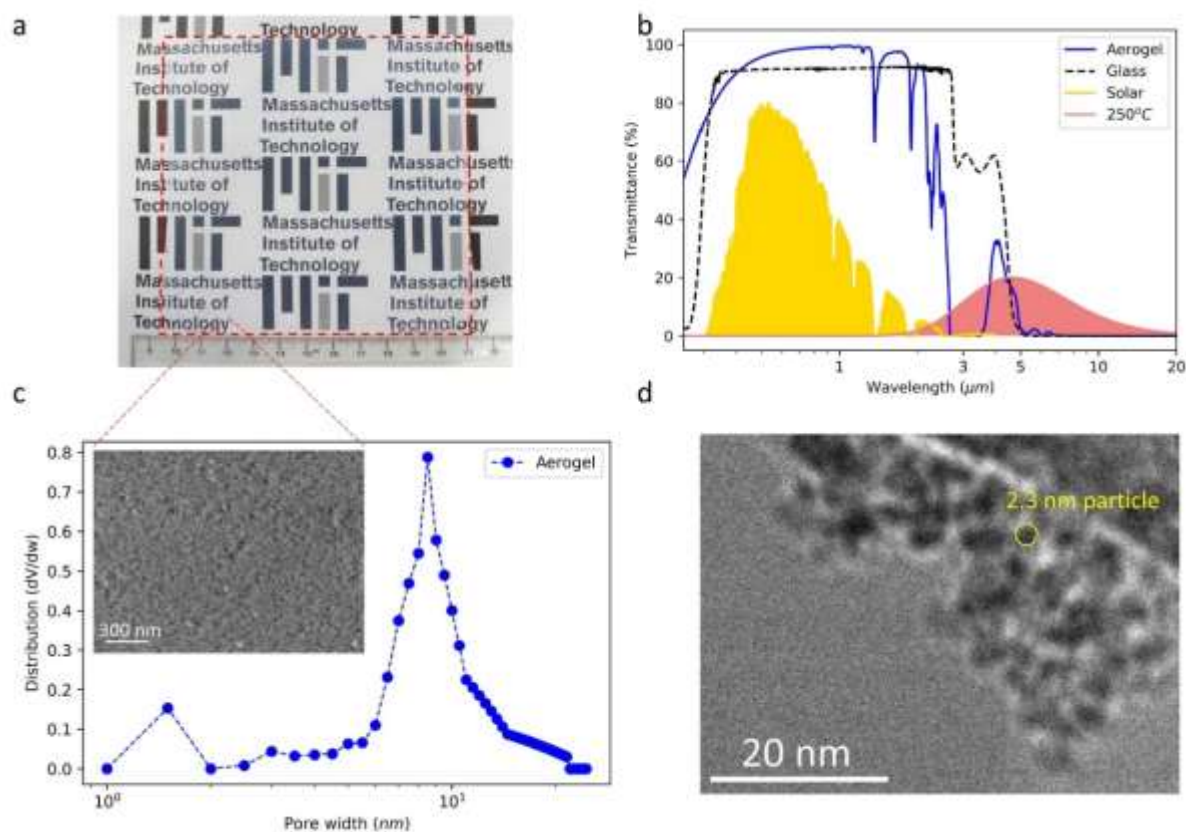 a
Technology
Massachusetts Massachusetts
Institute of Institute of
Technology Technology
Massachusetts
Institute of
Technology
Massachusetts Massachusetts
Institute of Institute of
Technology Technology
Massachusetts
Institute of
Technology
Massachusetts Massachusetts
Institute of Institute of
Technology Technology
b
Transmittance (%)
100
80
60
40
20
0
Aerogel
Glass
Solar
250°C
1 3 5 10 20
Wavelength (μm)
c
Distribution (dV/dw)
0.8
0.7
0.6
0.5
0.4
0.3
0.2
0.1
0.0
Aerogel
300 nm
10⁰ 10¹
Pore width (nm)
d
2.3 nm particle
20 nm